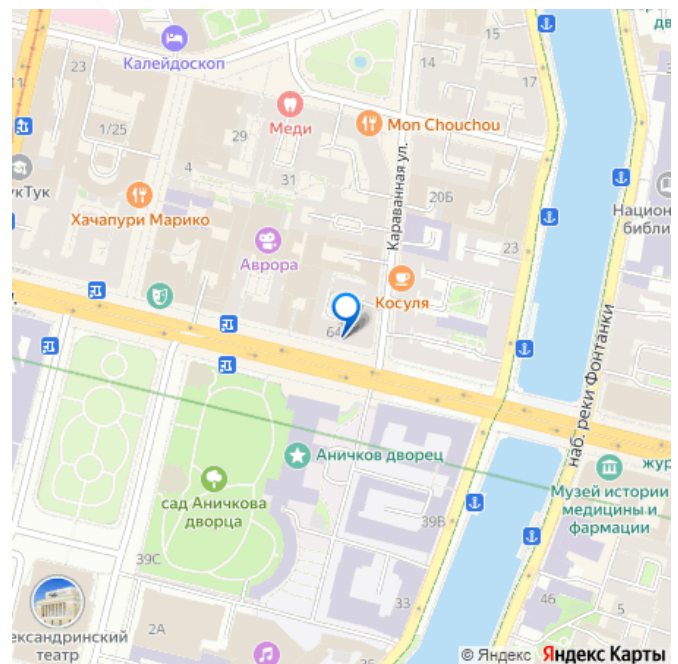 23
Калейдоскоп
14
15
17
11
1/25
Меди
Mon Chouchou
29
4
31
Караванная ул.
20Б
укТук
Хачапури Марико
Национ
библи
Аврора
23
Косуля
64
наб. реки Фонтанки
Аничков дворец
жур
сад Аничкова
дворца
Музей истории
медицины и
фармации
39В
39С
33
46
5
2А
ександринский
театр
© Яндекс Яндекс Карты